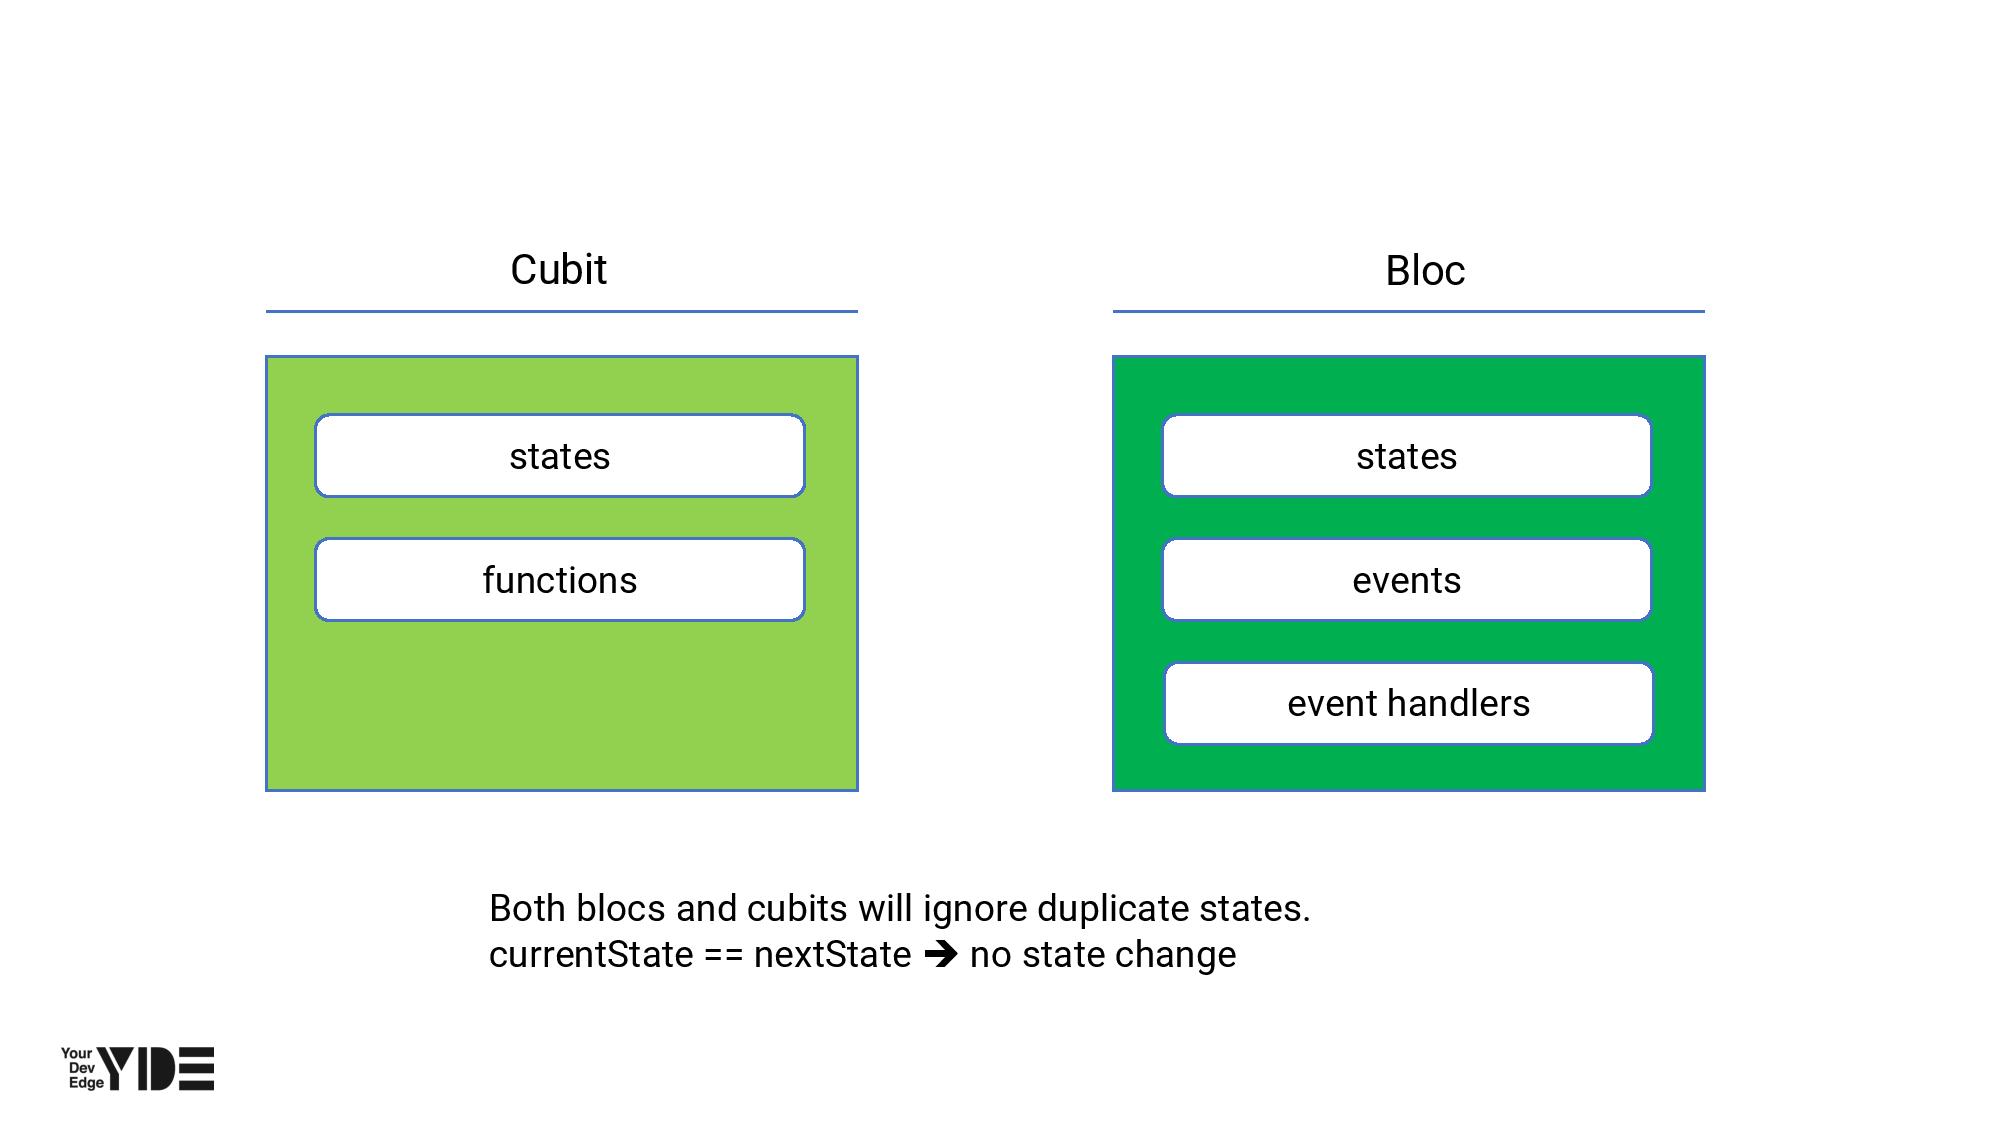 Cubit
states
functions
Bloc
states
events
event handlers
Both blocs and cubits will ignore duplicate states.
currentState == nextState ➔ no state change
Your
Dev
Edge
YIDE